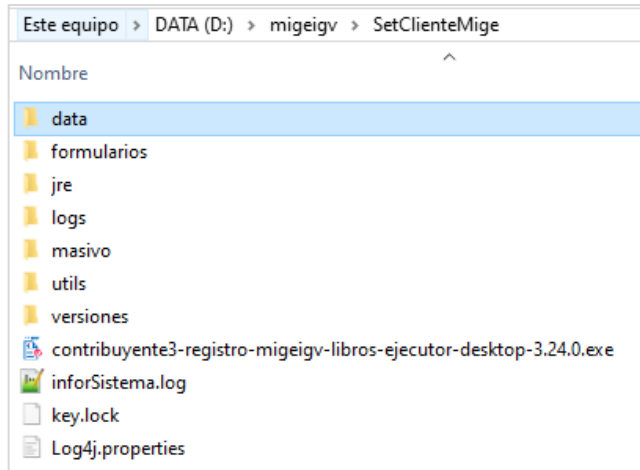 Este equipo > DATA (D:) > migeigv > SetClienteMige
Nombre
data
formularios
jre
logs
masivo
utils
versiones
contribuyente3-registro-migeigv-libros-ejecutor-desktop-3.24.0.exe
inforSistema.log
key.lock
Log4j.properties